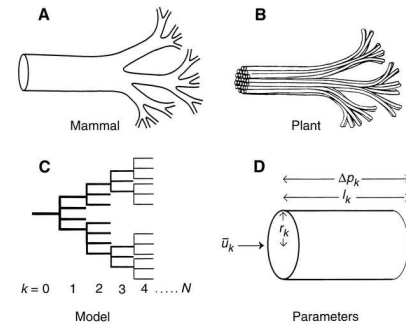 A
B
Mammal
Plant
C
D
Δp_k
l_k
r_k
ū_k
k = 0 1 2 3 4 ..... N
Model
Parameters